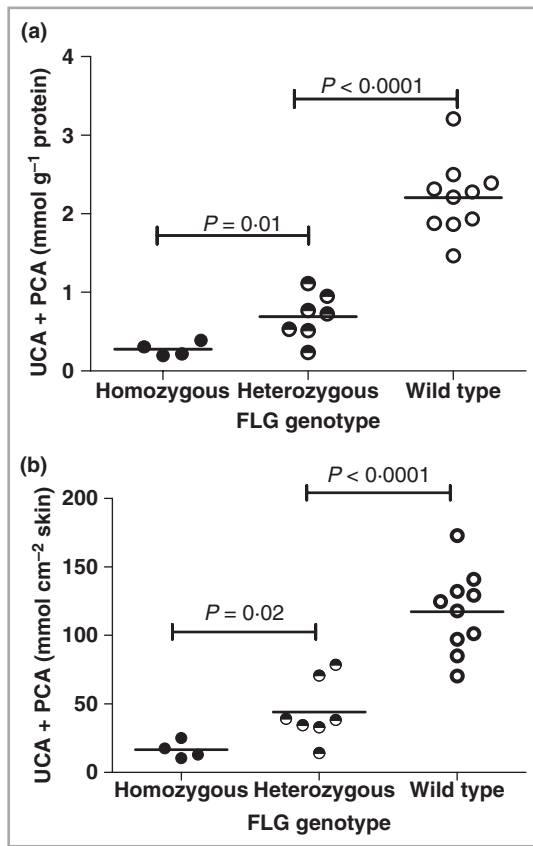 (a)
4
3
2
1
0
UCA + PCA (mmol g⁻¹ protein)
P < 0·0001
P = 0·01
Homozygous Heterozygous Wild type
FLG genotype
(b)
200
150
100
50
0
UCA + PCA (mmol cm⁻² skin)
P < 0·0001
P = 0·02
Homozygous Heterozygous Wild type
FLG genotype